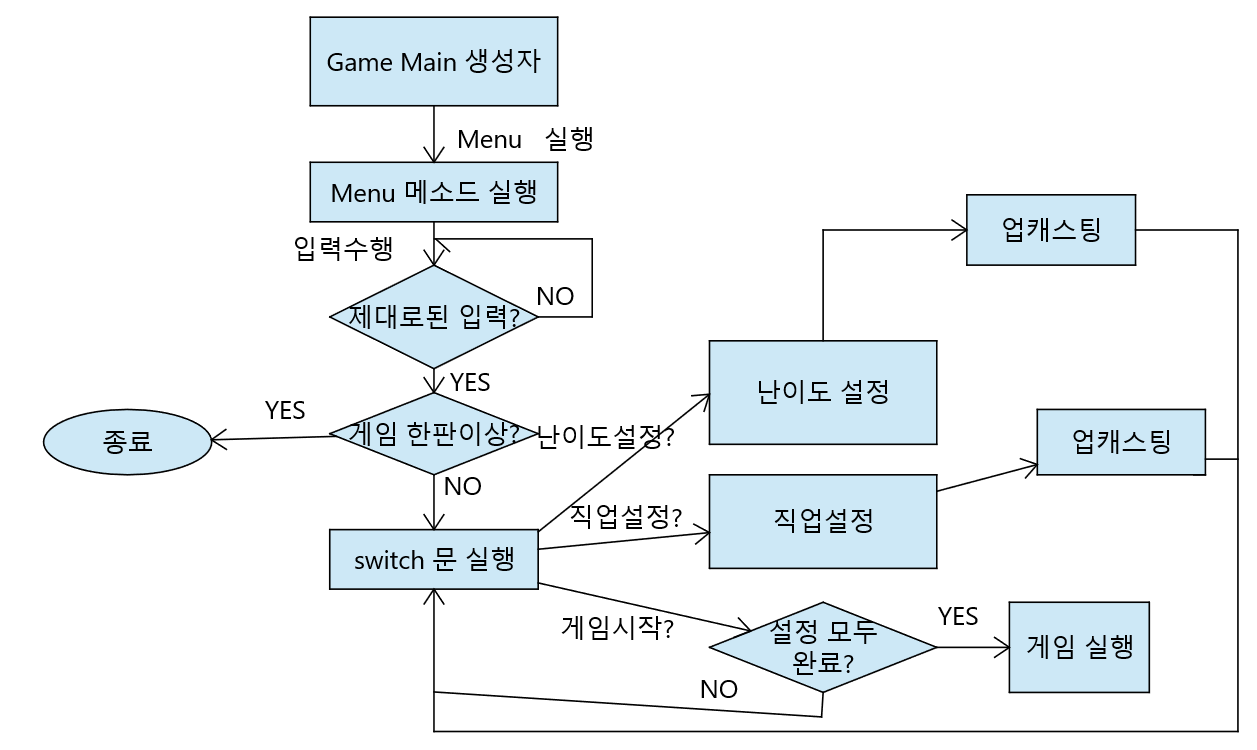 Game Main 생성자
Menu 실행
Menu 메소드 실행
입력수행
제대로된 입력?
NO
YES
게임 한판이상?
YES
종료
NO
난이도설정?
switch 문 실행
직업설정?
게임시작?
난이도 설정
업캐스팅
직업설정
업캐스팅
설정 모두
완료?
YES
게임 실행
NO